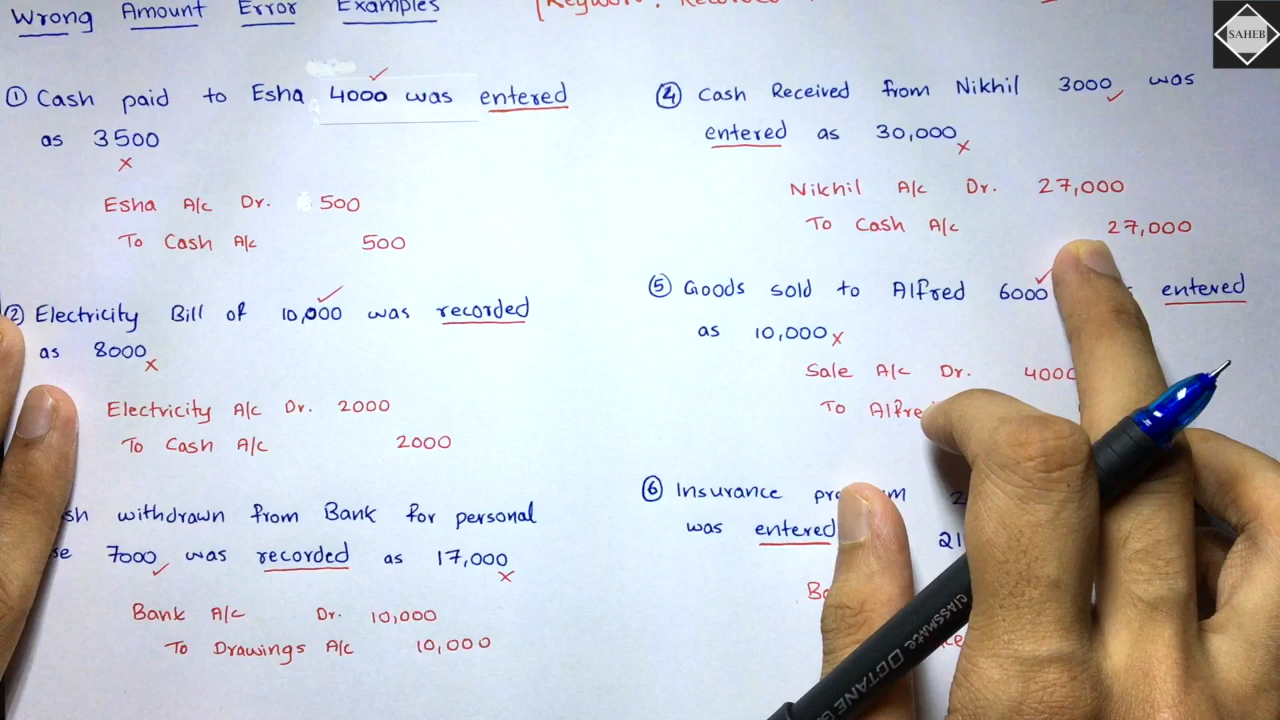 Wrong Amount Error Examples
① Cash paid to Esha 4000 was entered
as 3500
Esha A/c Dr. 500
To Cash A/c 500
② Electricity Bill of 10,000 was recorded
as 8000
Electricity A/c Dr. 2000
To Cash A/c 2000
withdrawn from Bank for personal
7000 was recorded as 17,000
Bank A/c Dr. 10,000
To Drawings A/c 10,000
④ Cash Received from Nikhil 3000 was
entered as 30,000
Nikhil A/c Dr. 27,000
To Cash A/c 27,000
⑤ Goods sold to Alfred 6000 entered
as 10,000
Sale A/c Dr. 4000
To
⑥ Insurance
was entered
SAHEB
classmate OCTANE